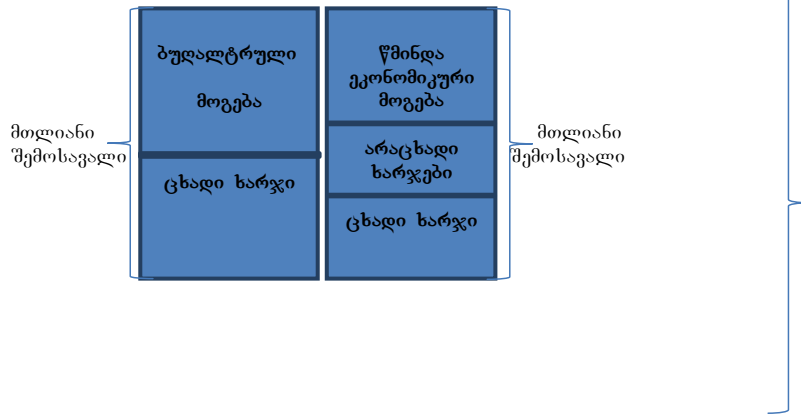 მთლიანი
შემოსავალი
ბუღალტრული
მოგება
ცხადი ხარჯი
წმინდა
ეკონომიკური
მოგება
არაცხადი
ხარჯები
ცხადი ხარჯი
მთლიანი
შემოსავალი